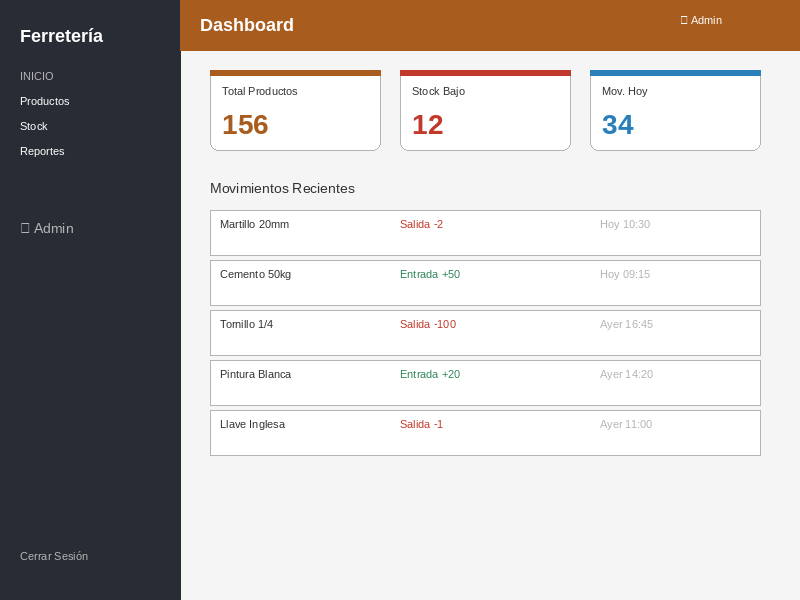 Ferretería
INICIO
Productos
Stock
Reportes
Admin
Cerrar Sesión
Dashboard
Admin
Total Productos
156
Stock Bajo
12
Mov. Hoy
34
Movimientos Recientes
Martillo 20mm Salida -2 Hoy 10:30
Cemento 50kg Entrada +50 Hoy 09:15
Tornillo 1/4 Salida -100 Ayer 16:45
Pintura Blanca Entrada +20 Ayer 14:20
Llave Inglesa Salida -1 Ayer 11:00